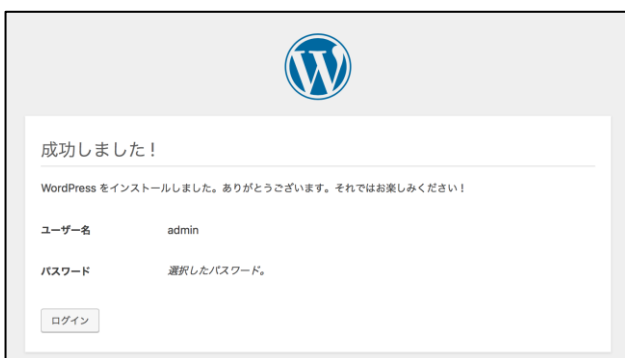 成功しました!
WordPress をインストールしました。ありがとうございます。それではお楽しみください!
ユーザー名 admin
パスワード 選択したパスワード。
ログイン